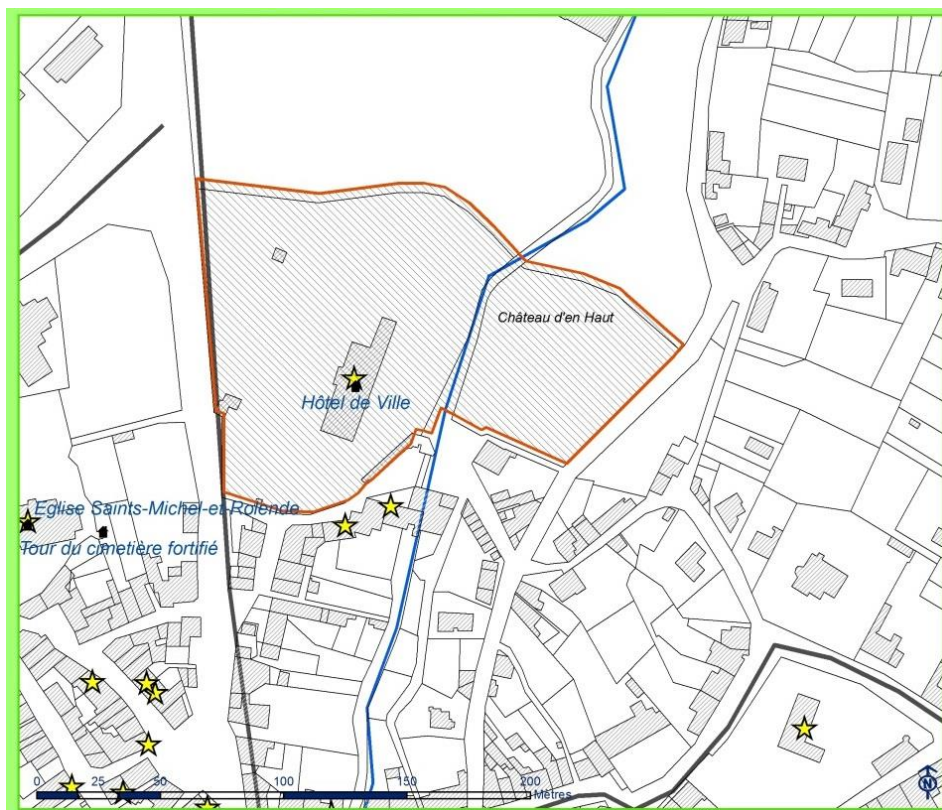 Château d'en Haut
Hôtel de Ville
Eglise Saints-Michel-et-Rolende
Tour du cimetière fortifié
0 25 50 100 150 200
Mètres
N